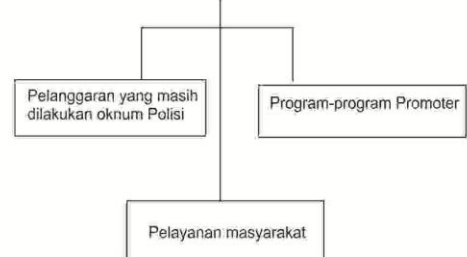 Pelanggaran yang masih
dilakukan oknum Polisi
Program-program Promoter
Pelayanan masyarakat